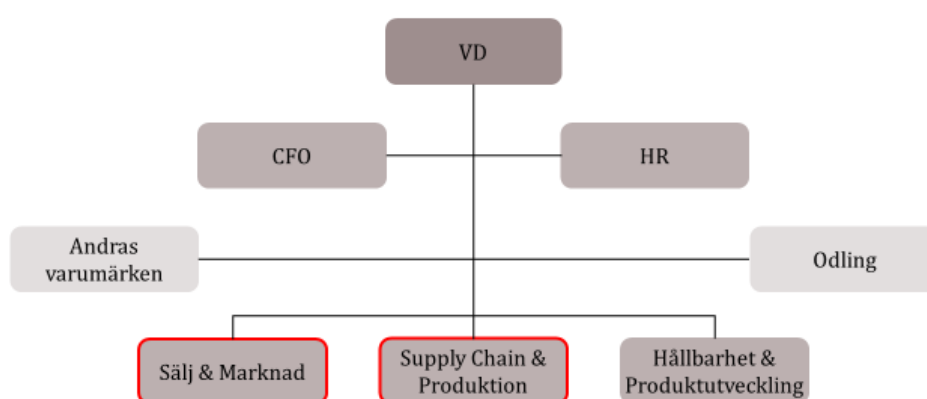 VD
CFO
HR
Andras
varumärken
Odling
Sälj & Marknad
Supply Chain &
Produktion
Hållbarhet &
Produktutveckling